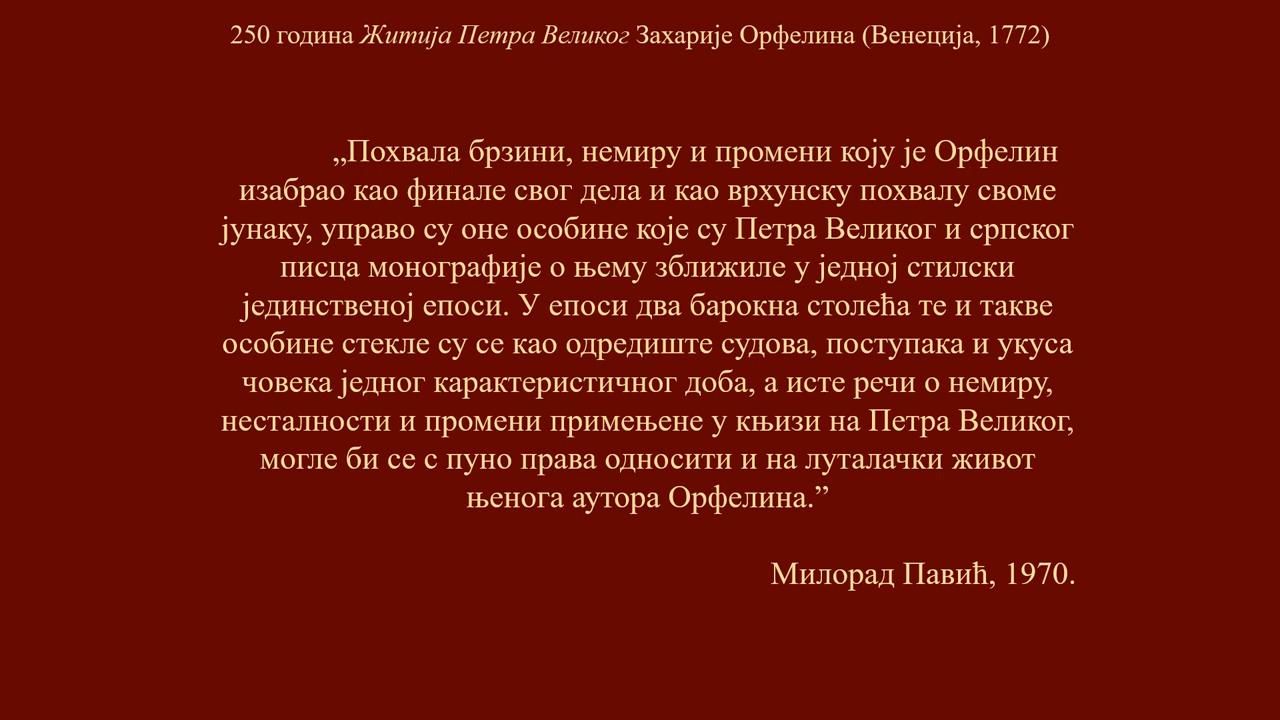 250 година Житија Петра Великог Захарије Орфелина (Венеција, 1772)
„Похвала брзини, немиру и промени коју је Орфелин
изабрао као финале свог дела и као врхунску похвалу своме
јунаку, управо су оне особине које су Петра Великог и српског
писца монографије о њему зближиле у једној стилски
јединственој епоси. У епоси два барокна столећа те и такве
особине стекле су се као одредиште судова, поступака и укуса
човека једног карактеристичног доба, а исте речи о немиру,
несталности и промени примењене у књизи на Петра Великог,
могле би се с пуно права односити и на луталачки живот
њенога аутора Орфелина.”
Милорад Павић, 1970.